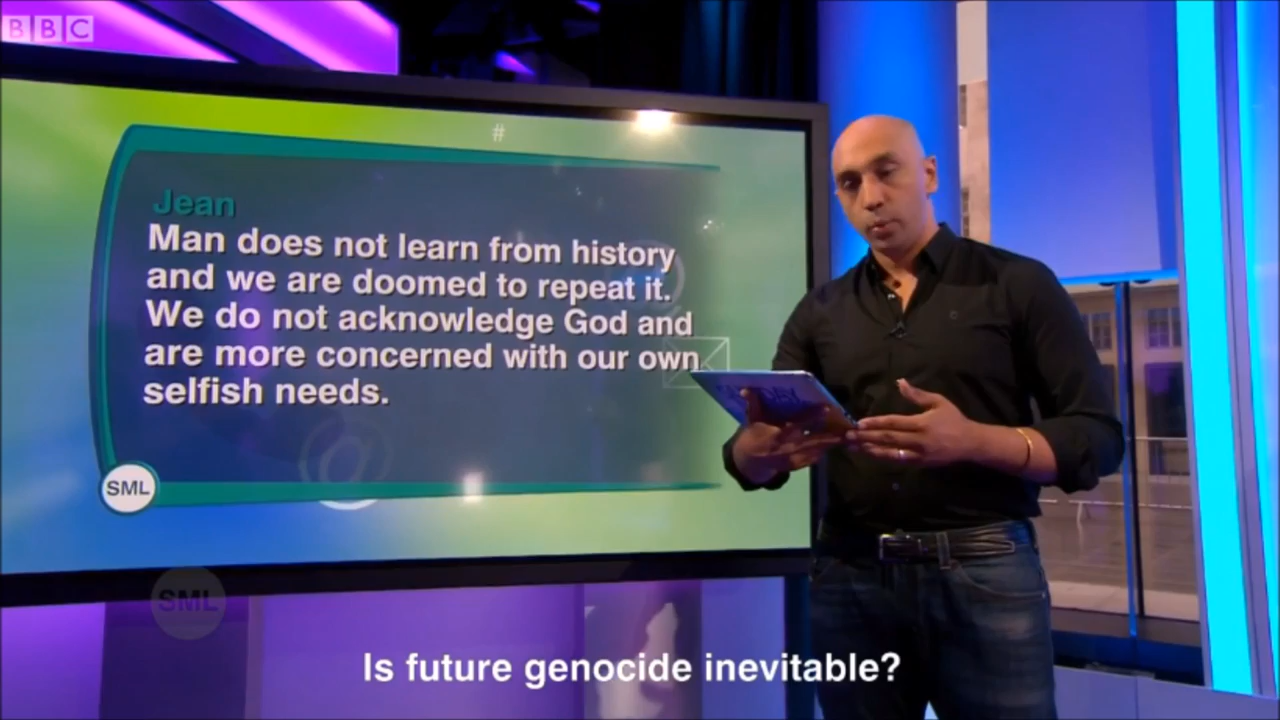 BBC
#
Jean
Man does not learn from history
and we are doomed to repeat it.
We do not acknowledge God and
are more concerned with our own
selfish needs.
@
SML
SML
Is future genocide inevitable?